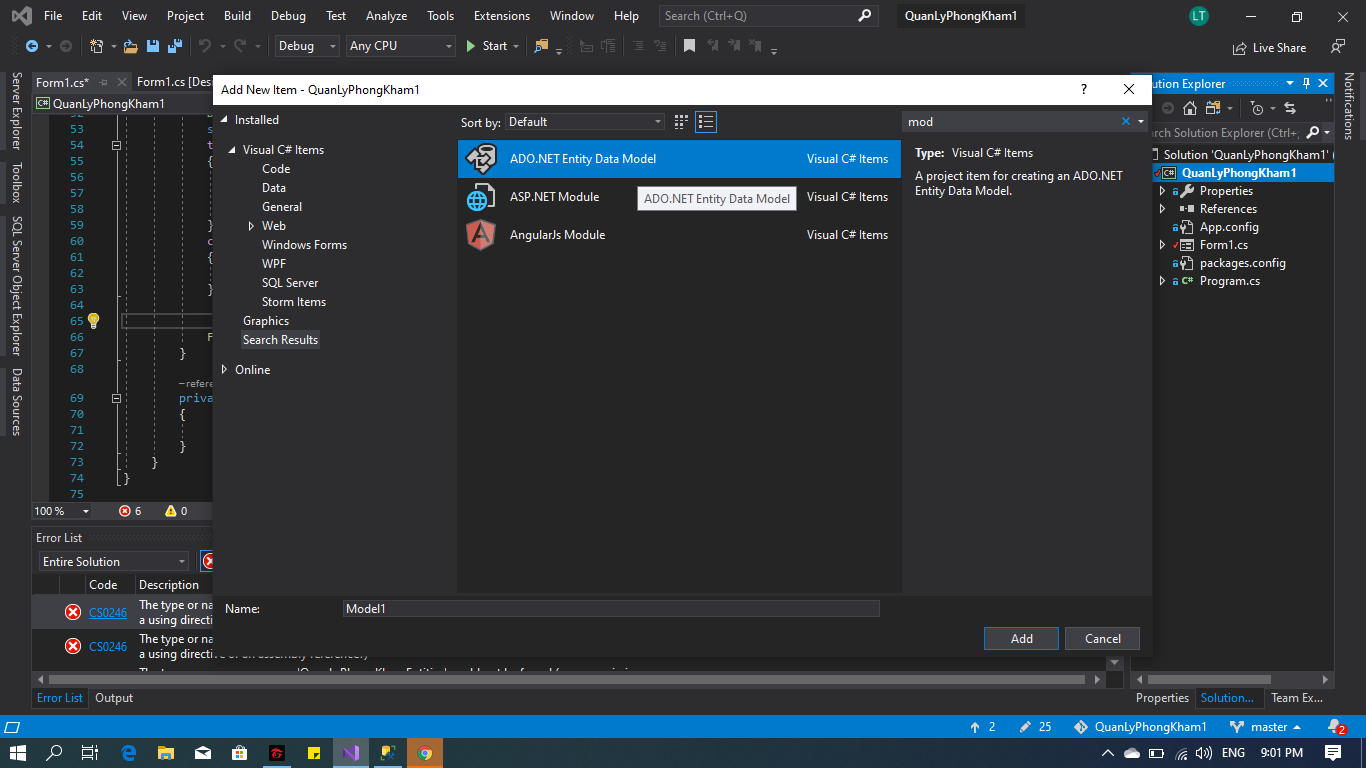 File Edit View Project Build Debug Test Analyze Tools Extensions Window Help Search (Ctrl+Q) QuanLyPhongKham1 LT
Debug Any CPU Start Live Share
Server Explorer
Toolbox
SQL Server Object Explorer
Data Sources
Form1.cs* Form1.cs [Des
C# QuanLyPhongKham1
53
54
55
56
57
58
59
60
61
62
63
64
65
66
67
68
69 priva
70
71
72
73
74
75
100 % 6 0
Add New Item - QuanLyPhongKham1 ?
Installed
Visual C# Items
Code
Data
General
Web
Windows Forms
WPF
SQL Server
Storm Items
Graphics
Search Results
Online
Sort by: Default
ADO.NET Entity Data Model Visual C# Items
ASP.NET Module Visual C# Items
ADO.NET Entity Data Model
AngularJs Module Visual C# Items
mod
Type: Visual C# Items
A project item for creating an ADO.NET
Entity Data Model.
Name: Model1
Add Cancel
ution Explorer
rch Solution Explorer (Ctrl+;
Solution 'QuanLyPhongKham1' (
C# QuanLyPhongKham1
Properties
References
App.config
Form1.cs
packages.config
C# Program.cs
Notifications
Error List
Entire Solution
Code Description
CS0246 The type or na
a using directiv
CS0246 The type or na
a using directive or an assembly reference?)
Error List Output
Properties Solution... Team Ex...
2 25 QuanLyPhongKham1 master 2
ENG 9:01 PM